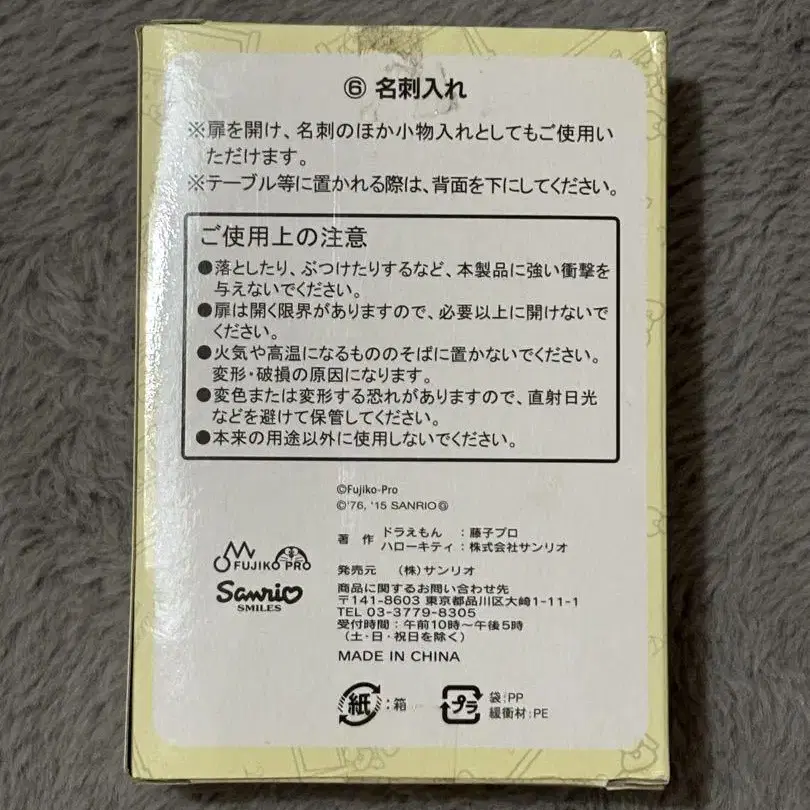 ⑥ 名刺入れ
※扉を開け、名刺のほか小物入れとしてもご使用い
ただけます。
※テーブル等に置かれる際は、背面を下にしてください。
ご使用上の注意
●落としたり、ぶつけたりするなど、本製品に強い衝撃を
与えないでください。
●扉は開く限界がありますので、必要以上に開けないで
ください。
●火気や高温になるもののそばに置かないでください。
変形・破損の原因になります。
●変色または変形する恐れがありますので、直射日光
などを避けて保管してください。
●本来の用途以外に使用しないでください。
©Fujiko-Pro
©'76, '15 SANRIO Ⓖ
著 作 ドラえもん : 藤子プロ
ハローキティ : 株式会社サンリオ
FUJIKO PRO
発売元 (株)サンリオ
Sanrio
SMILES
商品に関するお問い合わせ先
〒141-8603 東京都品川区大崎1-11-1
TEL 03-3779-8305
受付時間:午前10時〜午後5時
(土・日・祝日を除く)
MADE IN CHINA
紙 :箱
プラ 袋:PP
緩衝材:PE